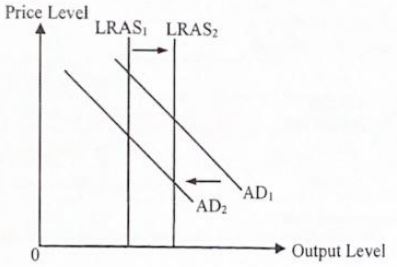 Price Level
LRAS₁ LRAS₂
AD₁
AD₂
0
Output Level